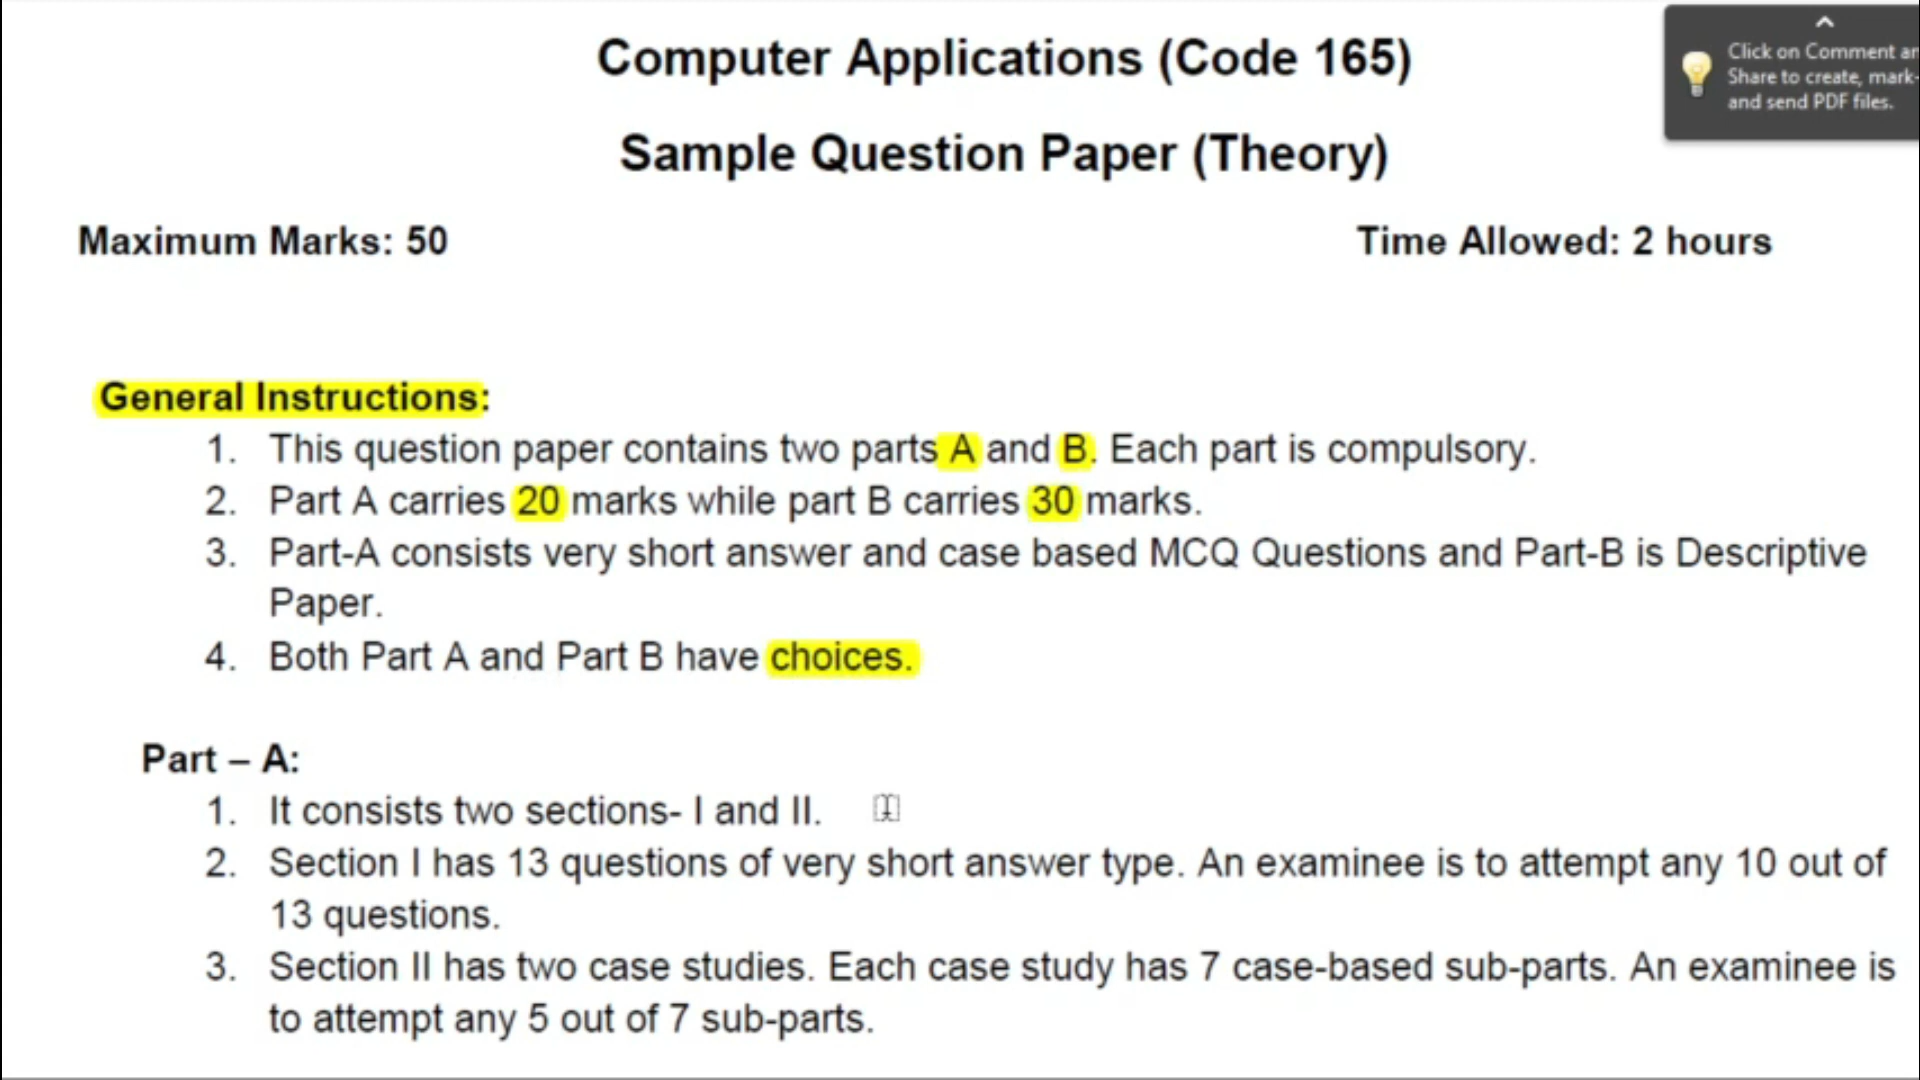 Computer Applications (Code 165)
Click on Comment
Share to create, mark-
and send PDF files.
Sample Question Paper (Theory)
Maximum Marks: 50 Time Allowed: 2 hours
General Instructions:
1. This question paper contains two parts A and B. Each part is compulsory.
2. Part A carries 20 marks while part B carries 30 marks.
3. Part-A consists very short answer and case based MCQ Questions and Part-B is Descriptive
Paper.
4. Both Part A and Part B have choices.
Part – A:
1. It consists two sections- I and II.
2. Section I has 13 questions of very short answer type. An examinee is to attempt any 10 out of
13 questions.
3. Section II has two case studies. Each case study has 7 case-based sub-parts. An examinee is
to attempt any 5 out of 7 sub-parts.